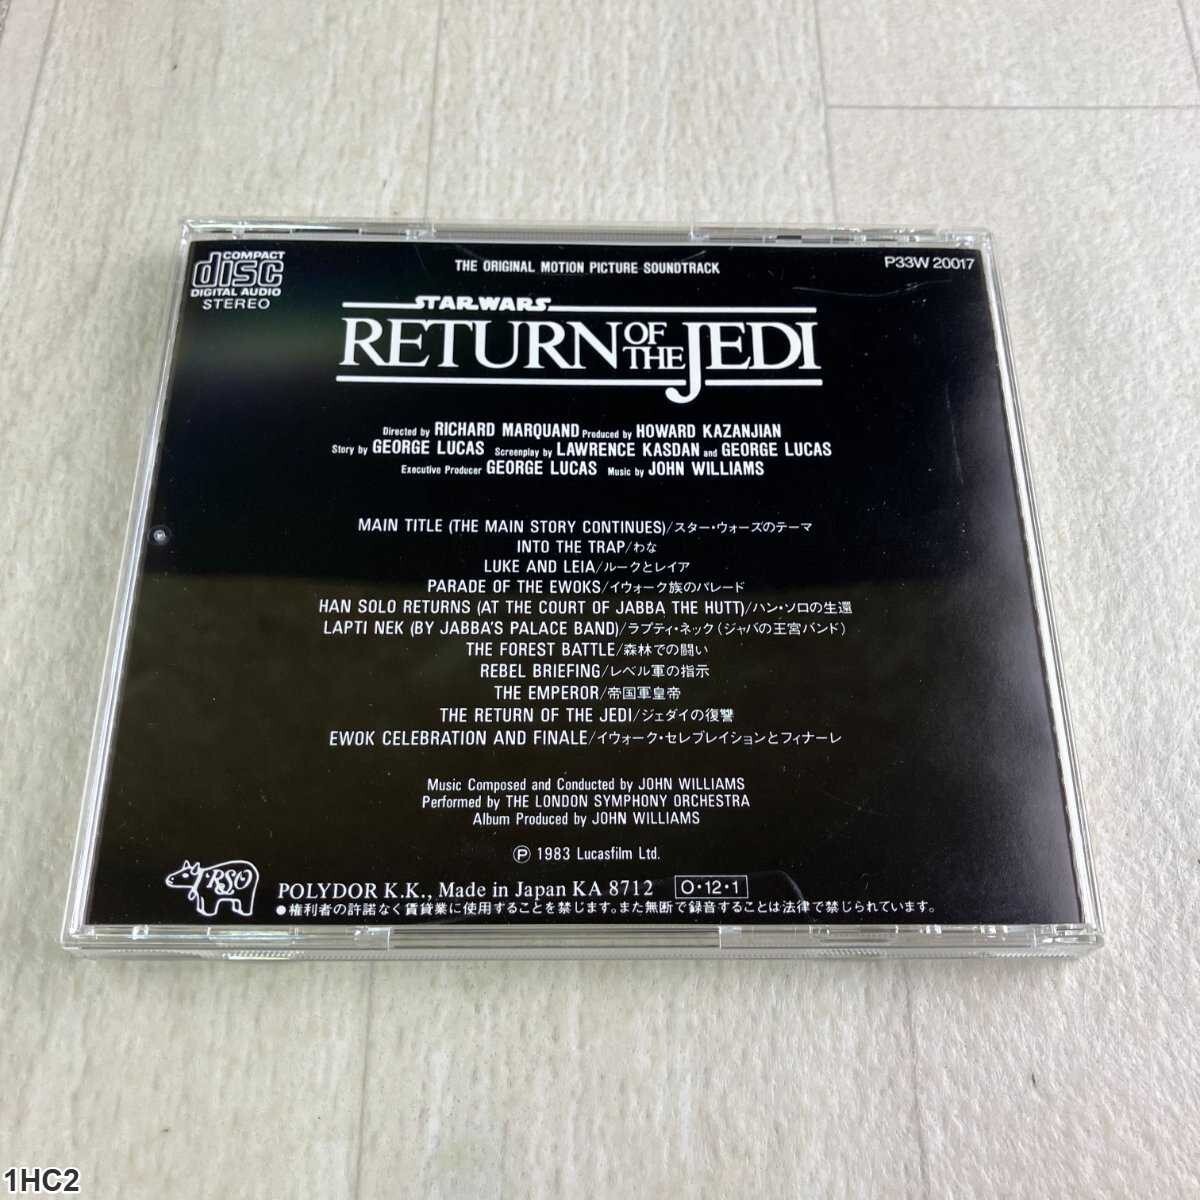 COMPACT
disc
DIGITAL AUDIO
STEREO
THE ORIGINAL MOTION PICTURE SOUNDTRACK
P33W 20017
STAR WARS
RETURN OF THE JEDI
Directed by RICHARD MARQUAND Produced by HOWARD KAZANJIAN
Story by GEORGE LUCAS Screenplay by LAWRENCE KASDAN and GEORGE LUCAS
Executive Producer GEORGE LUCAS Music by JOHN WILLIAMS
MAIN TITLE (THE MAIN STORY CONTINUES)/スター・ウォーズのテーマ
INTO THE TRAP/わな
LUKE AND LEIA/ルークとレイア
PARADE OF THE EWOKS/イウォーク族のパレード
HAN SOLO RETURNS (AT THE COURT OF JABBA THE HUTT)/ハン・ソロの生還
LAPTI NEK (BY JABBA'S PALACE BAND)/ラプティ・ネック(ジャバの王宮バンド)
THE FOREST BATTLE/森林での闘い
REBEL BRIEFING/レベル軍の指示
THE EMPEROR/帝国軍皇帝
THE RETURN OF THE JEDI/ジェダイの復讐
EWOK CELEBRATION AND FINALE/イウォーク・セレブレイションとフィナーレ
Music Composed and Conducted by JOHN WILLIAMS
Performed by THE LONDON SYMPHONY ORCHESTRA
Album Produced by JOHN WILLIAMS
Ⓟ 1983 Lucasfilm Ltd.
RSO
POLYDOR K.K., Made in Japan KA 8712 O・12・1
●権利者の許諾なく賃貸業に使用することを禁じます。また無断で録音することは法律で禁じられています。
1HC2